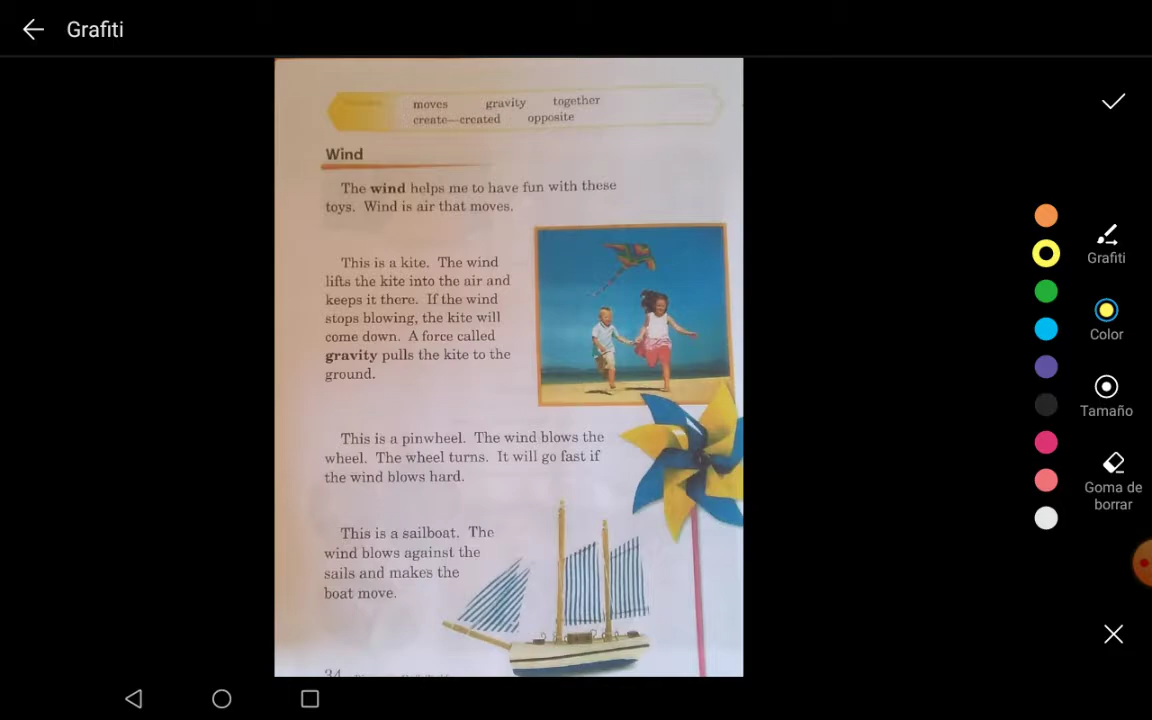 Grafiti
moves gravity together
create—created opposite
Wind
The wind helps me to have fun with these
toys. Wind is air that moves.
This is a kite. The wind
lifts the kite into the air and
keeps it there. If the wind
stops blowing, the kite will
come down. A force called
gravity pulls the kite to the
ground.
This is a pinwheel. The wind blows the
wheel. The wheel turns. It will go fast if
the wind blows hard.
This is a sailboat. The
wind blows against the
sails and makes the
boat move.
34
Grafiti
Color
Tamaño
Goma de
borrar